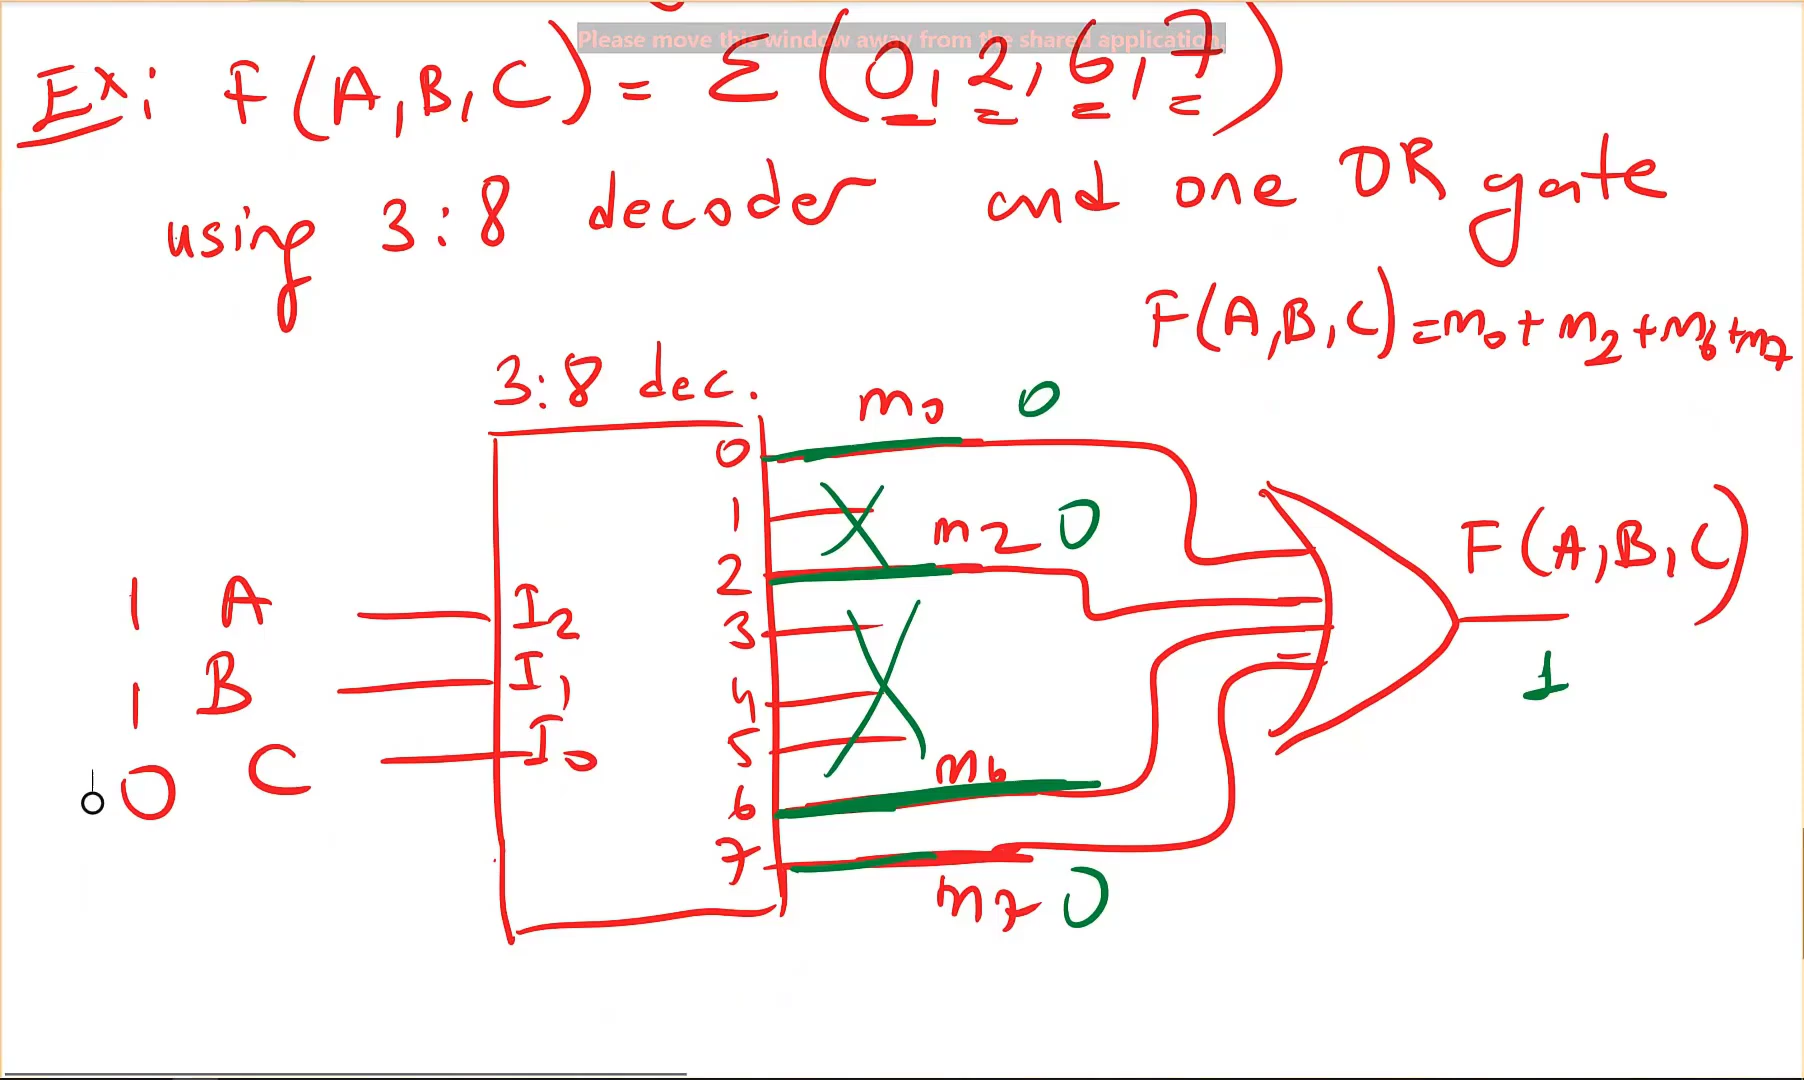 Please move this window away from the shared application.
Ex: F(A,B,C) = Σ(0,2,6,7)
using 3:8 decoder and one OR gate
F(A,B,C)=m0+m2+m6+m7
3:8 dec.
m0 0
0
1
m2 0
2
F(A,B,C)
1 A I2
3
1
1 B I1
4
0 C I0
5
m6
6
7
m7 0